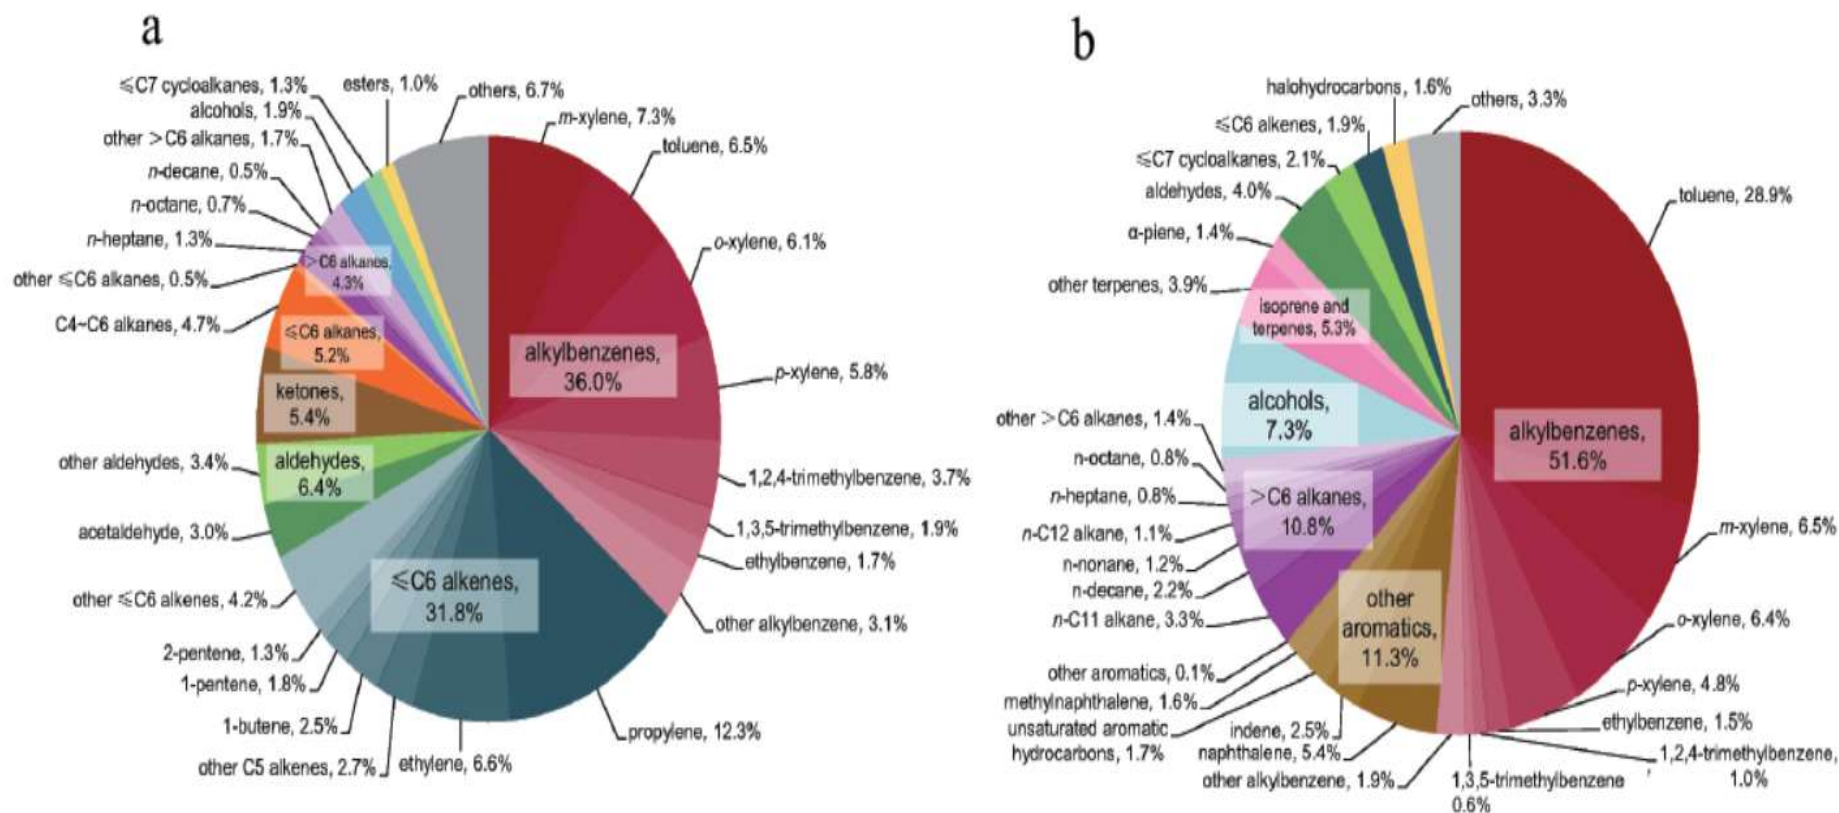 a
≤C7 cycloalkanes, 1.3%
esters, 1.0%
others, 6.7%
alcohols, 1.9%
m-xylene, 7.3%
other >C6 alkanes, 1.7%
toluene, 6.5%
n-decane, 0.5%
n-octane, 0.7%
n-heptane, 1.3%
o-xylene, 6.1%
>C6 alkanes,
4.3%
other ≤C6 alkanes, 0.5%
C4~C6 alkanes, 4.7%
≤C6 alkanes,
5.2%
alkylbenzenes,
36.0%
p-xylene, 5.8%
ketones,
5.4%
other aldehydes, 3.4%
aldehydes,
6.4%
1,2,4-trimethylbenzene, 3.7%
acetaldehyde, 3.0%
1,3,5-trimethylbenzene, 1.9%
ethylbenzene, 1.7%
≤C6 alkenes,
31.8%
other ≤C6 alkenes, 4.2%
other alkylbenzene, 3.1%
2-pentene, 1.3%
1-pentene, 1.8%
1-butene, 2.5%
propylene, 12.3%
other C5 alkenes, 2.7%
ethylene, 6.6%
b
halohydrocarbons, 1.6%
others, 3.3%
≤C6 alkenes, 1.9%
≤C7 cycloalkanes, 2.1%
aldehydes, 4.0%
toluene, 28.9%
α-piene, 1.4%
other terpenes, 3.9%
isoprene and
terpenes, 5.3%
alcohols,
7.3%
other >C6 alkanes, 1.4%
alkylbenzenes,
51.6%
n-octane, 0.8%
n-heptane, 0.8%
>C6 alkanes,
10.8%
n-C12 alkane, 1.1%
m-xylene, 6.5%
n-nonane, 1.2%
n-decane, 2.2%
n-C11 alkane, 3.3%
other
aromatics,
11.3%
o-xylene, 6.4%
other aromatics, 0.1%
methylnaphthalene, 1.6%
p-xylene, 4.8%
unsaturated aromatic
hydrocarbons, 1.7%
indene, 2.5%
ethylbenzene, 1.5%
naphthalene, 5.4%
1,2,4-trimethylbenzene,
1.0%
other alkylbenzene, 1.9%
1,3,5-trimethylbenzene ,
0.6%